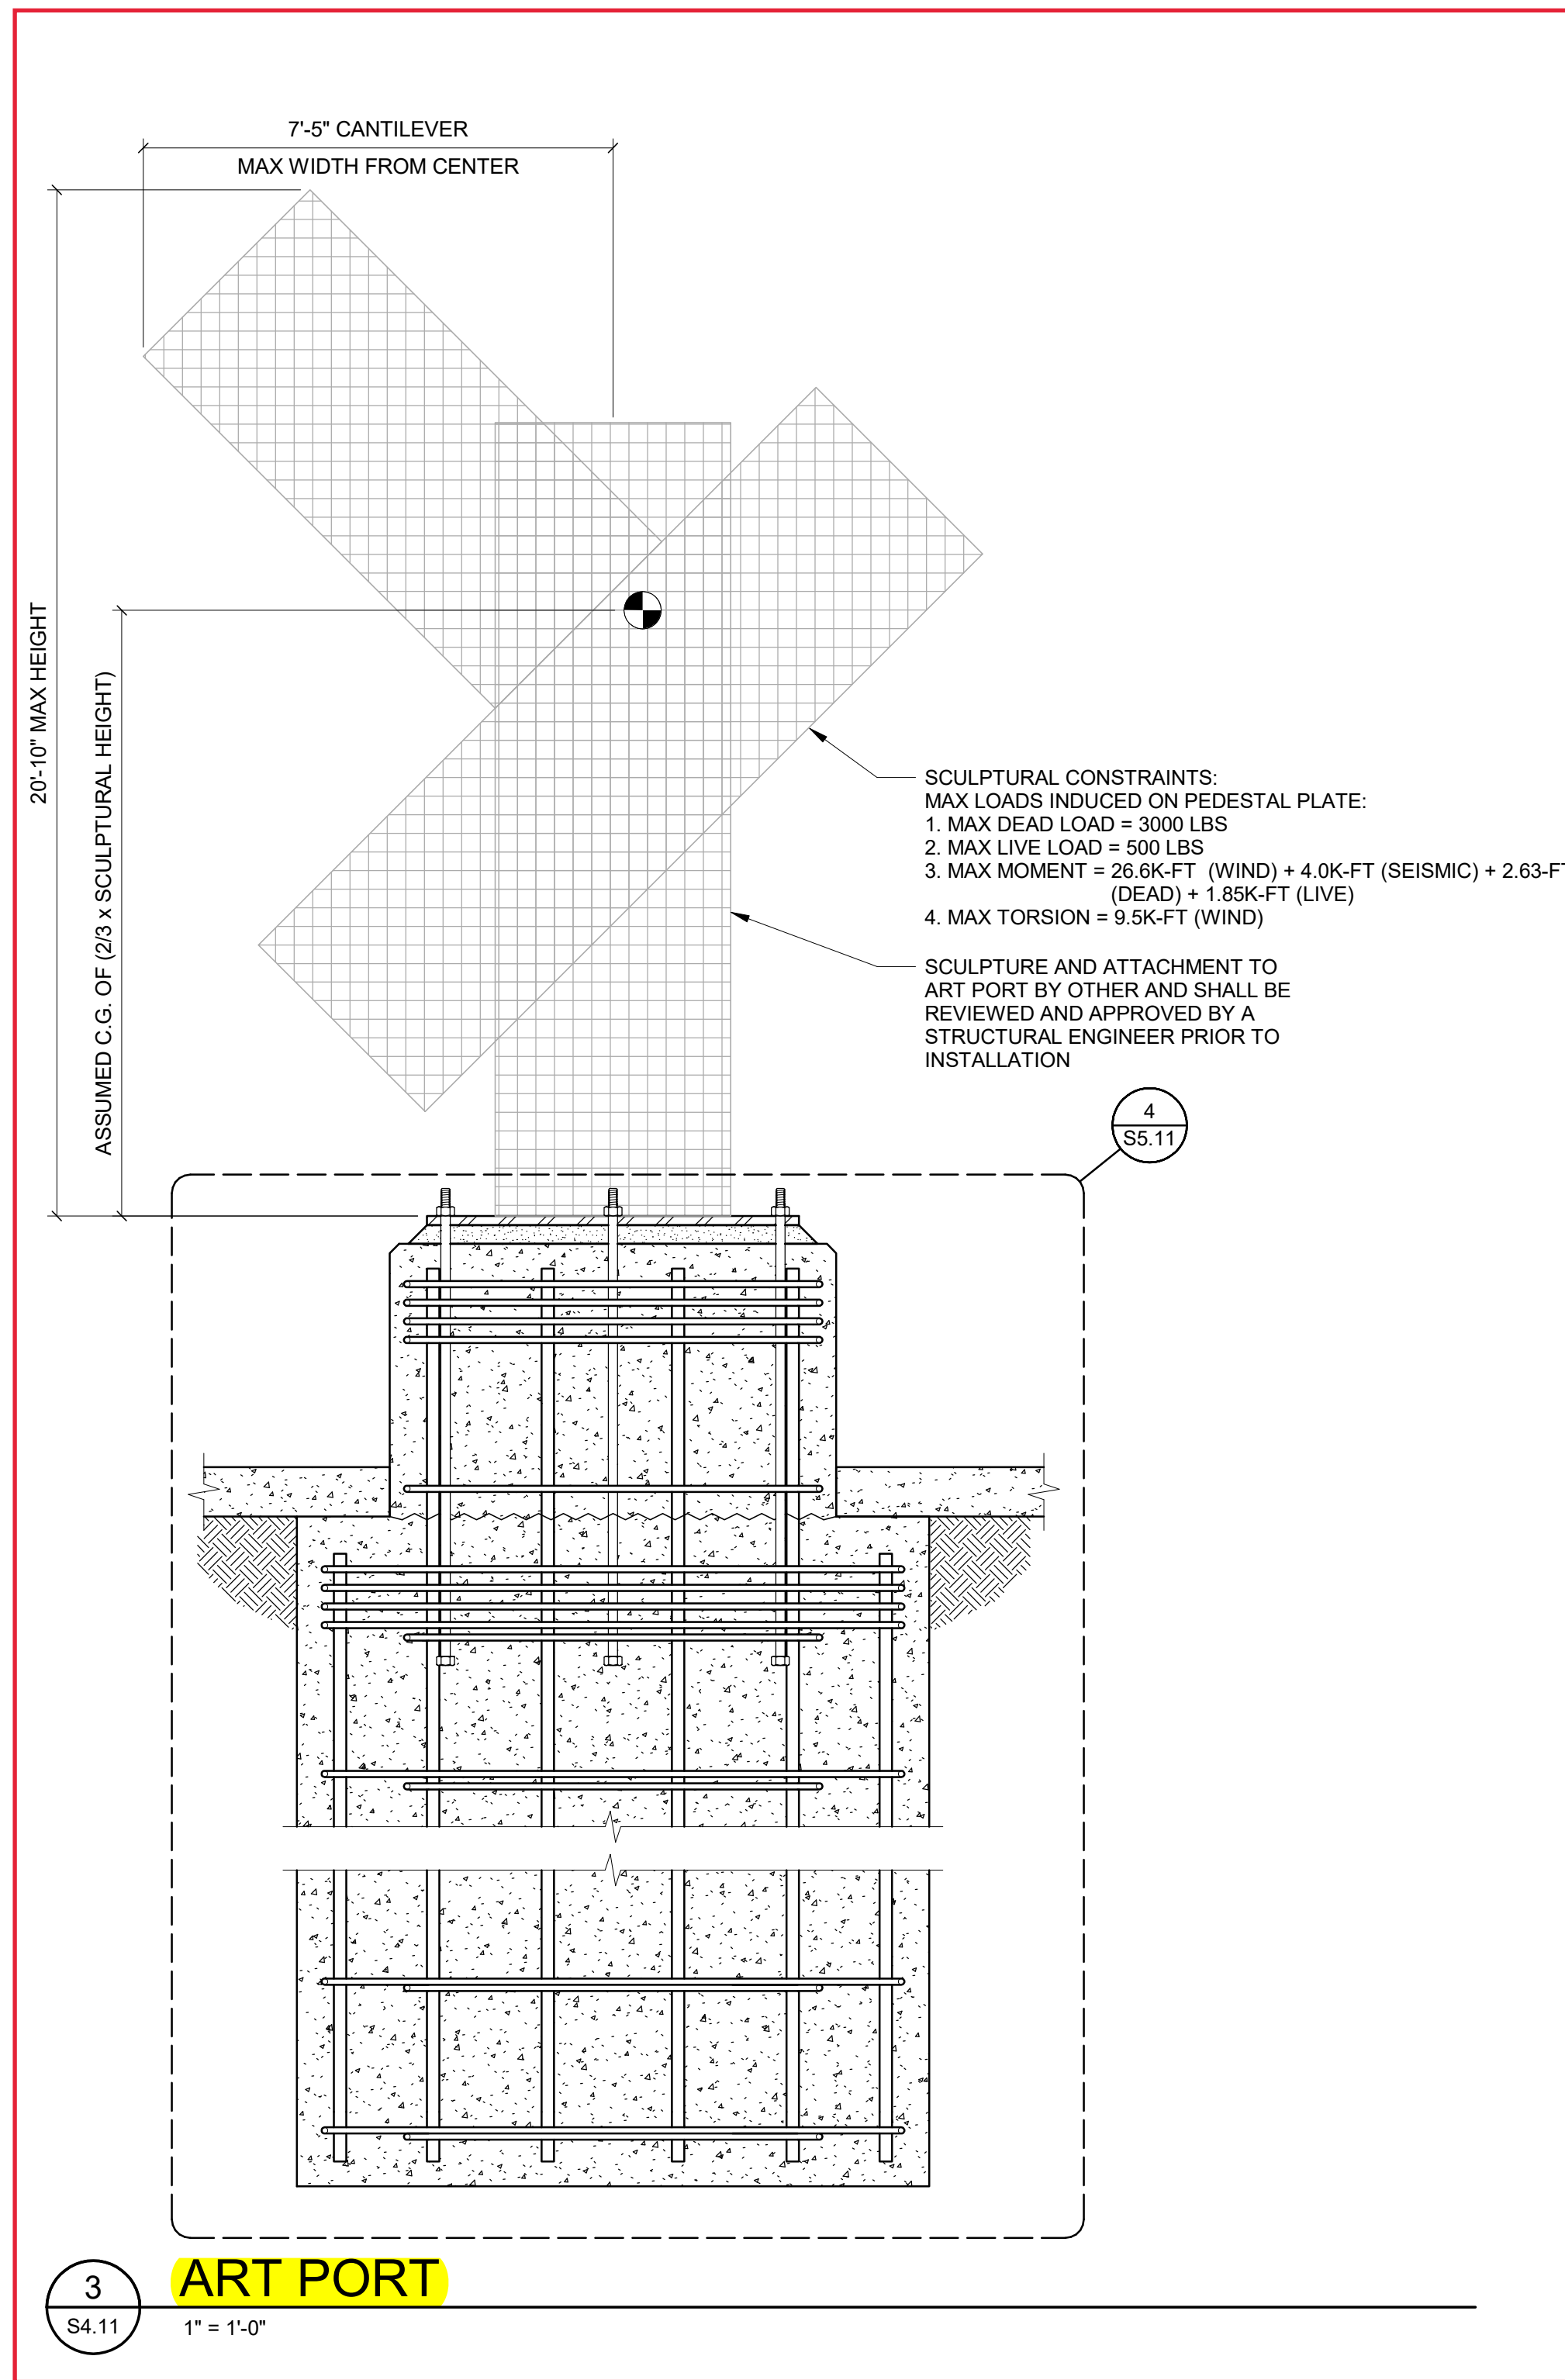 7'-5" CANTILEVER
MAX WIDTH FROM CENTER
20'-10" MAX HEIGHT
ASSUMED C.G. OF (2/3 x SCULPTURAL HEIGHT)
SCULPTURAL CONSTRAINTS:
MAX LOADS INDUCED ON PEDESTAL PLATE:
1. MAX DEAD LOAD = 3000 LBS
2. MAX LIVE LOAD = 500 LBS
3. MAX MOMENT = 26.6K-FT (WIND) + 4.0K-FT (SEISMIC) + 2.63-FT
(DEAD) + 1.85K-FT (LIVE)
4. MAX TORSION = 9.5K-FT (WIND)
SCULPTURE AND ATTACHMENT TO
ART PORT BY OTHER AND SHALL BE
REVIEWED AND APPROVED BY A
STRUCTURAL ENGINEER PRIOR TO
INSTALLATION
4
S5.11
3
S4.11
ART PORT
1" = 1'-0"